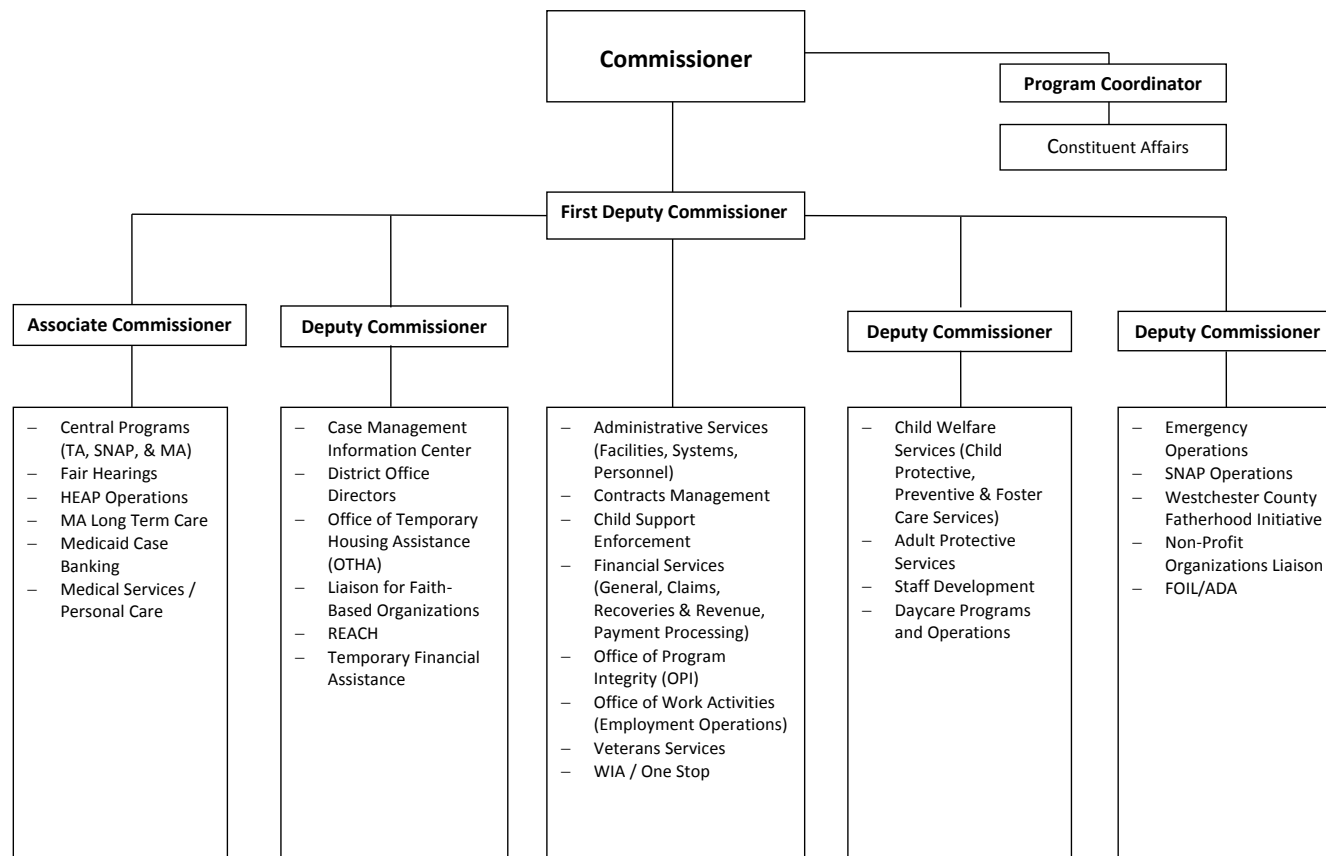 Commissioner
Program Coordinator
Constituent Affairs
First Deputy Commissioner
Associate Commissioner
– Central Programs
(TA, SNAP, & MA)
– Fair Hearings
– HEAP Operations
– MA Long Term Care
– Medicaid Case
Banking
– Medical Services /
Personal Care
Deputy Commissioner
– Case Management
Information Center
– District Office
Directors
– Office of Temporary
Housing Assistance
(OTHA)
– Liaison for Faith-
Based Organizations
– REACH
– Temporary Financial
Assistance
– Administrative Services
(Facilities, Systems,
Personnel)
– Contracts Management
– Child Support
Enforcement
– Financial Services
(General, Claims,
Recoveries & Revenue,
Payment Processing)
– Office of Program
Integrity (OPI)
– Office of Work Activities
(Employment Operations)
– Veterans Services
– WIA / One Stop
Deputy Commissioner
– Child Welfare
Services (Child
Protective,
Preventive & Foster
Care Services)
– Adult Protective
Services
– Staff Development
– Daycare Programs
and Operations
Deputy Commissioner
– Emergency
Operations
– SNAP Operations
– Westchester County
Fatherhood Initiative
– Non-Profit
Organizations Liaison
– FOIL/ADA